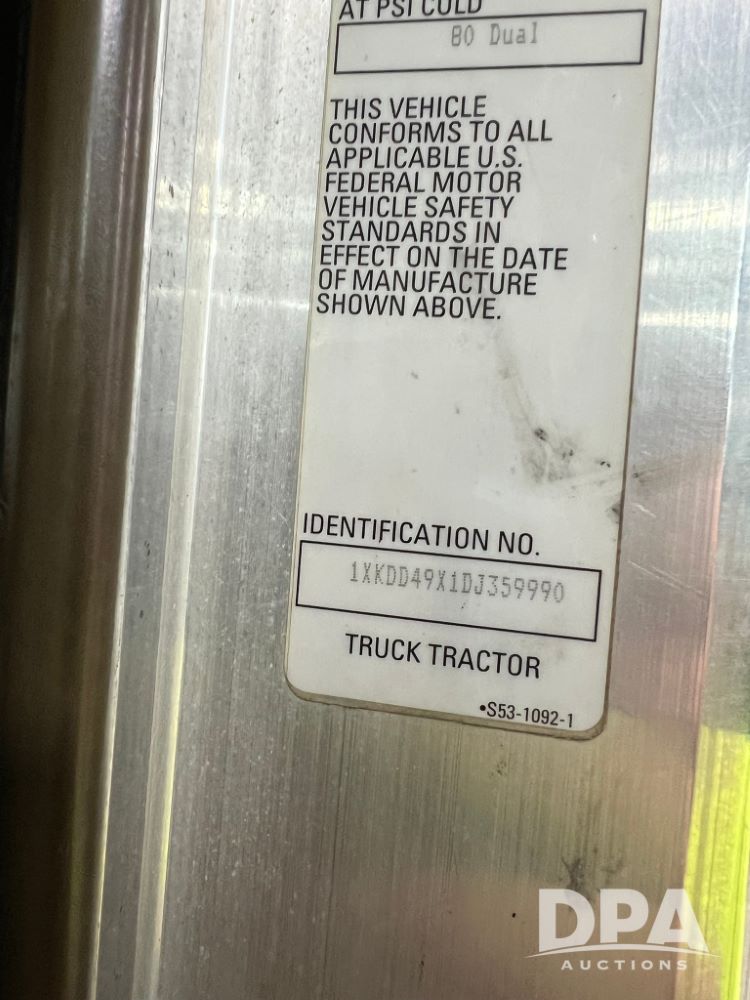 AT PSI COLD
80 Dual
THIS VEHICLE
CONFORMS TO ALL
APPLICABLE U.S.
FEDERAL MOTOR
VEHICLE SAFETY
STANDARDS IN
EFFECT ON THE DATE
OF MANUFACTURE
SHOWN ABOVE.
IDENTIFICATION NO.
1XKDD49X1DJ359990
TRUCK TRACTOR
•S53-1092-1
DPA
AUCTIONS